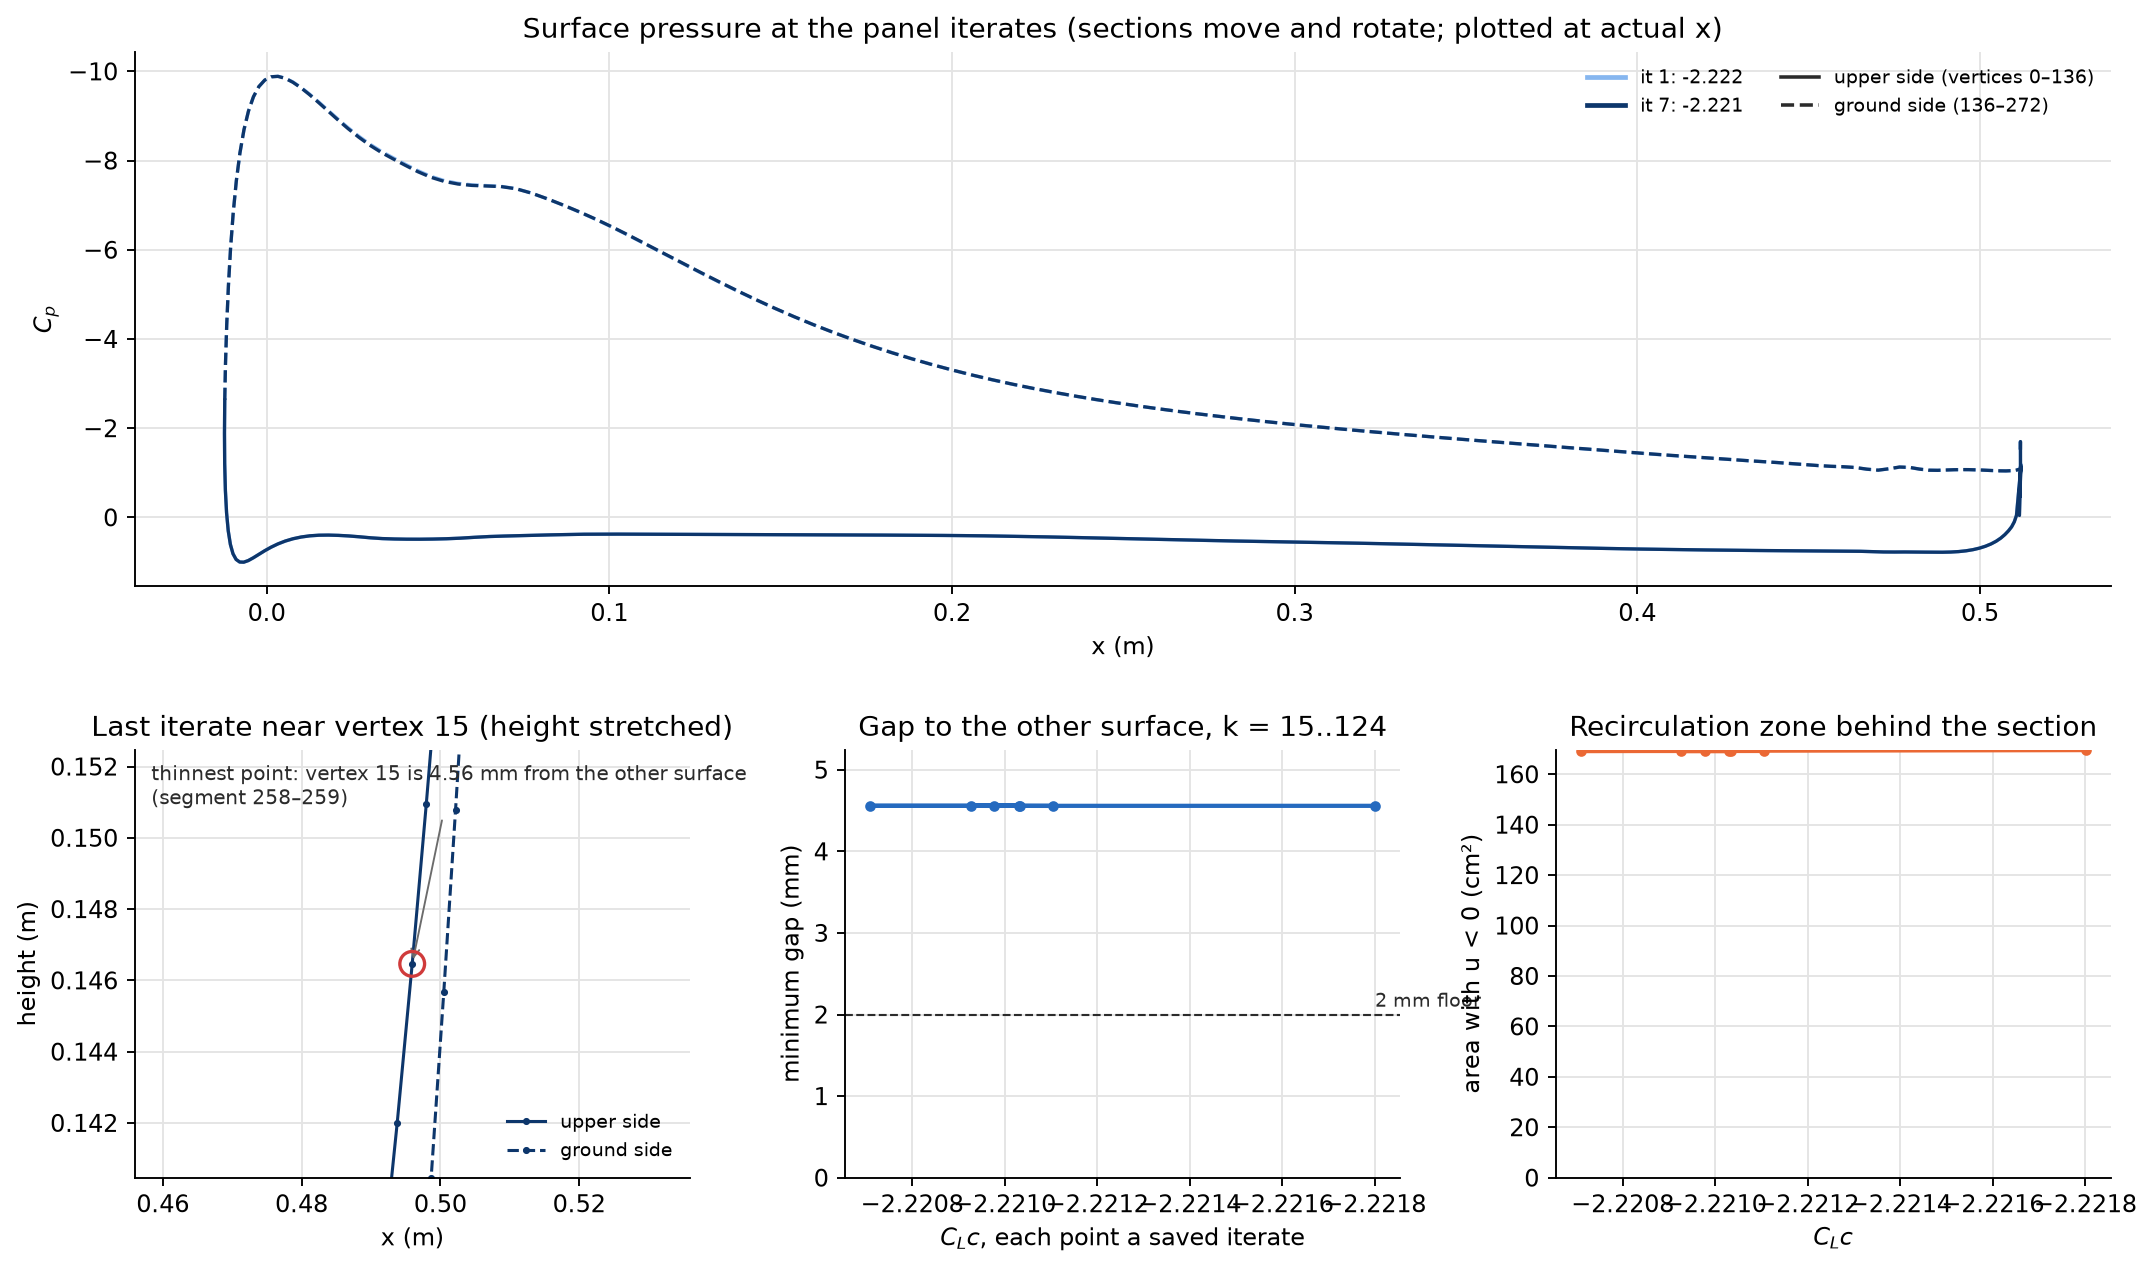 Surface pressure at the panel iterates (sections move and rotate; plotted at actual x)
−10
−8
−6
−4
−2
0
C_p
it 1: -2.222
it 7: -2.221
upper side (vertices 0–136)
ground side (136–272)
0.0
0.1
0.2
0.3
0.4
0.5
x (m)
Last iterate near vertex 15 (height stretched)
0.152
0.150
0.148
0.146
0.144
0.142
height (m)
thinnest point: vertex 15 is 4.56 mm from the other surface
(segment 258–259)
upper side
ground side
0.46
0.48
0.50
0.52
x (m)
Gap to the other surface, k = 15..124
5
4
3
2
1
0
minimum gap (mm)
2 mm floor
−2.2208
−2.2210
−2.2212
−2.2214
−2.2216
−2.2218
C_L c, each point a saved iterate
Recirculation zone behind the section
160
140
120
100
80
60
40
20
0
area with u < 0 (cm²)
−2.2208
−2.2210
−2.2212
−2.2214
−2.2216
−2.2218
C_L c